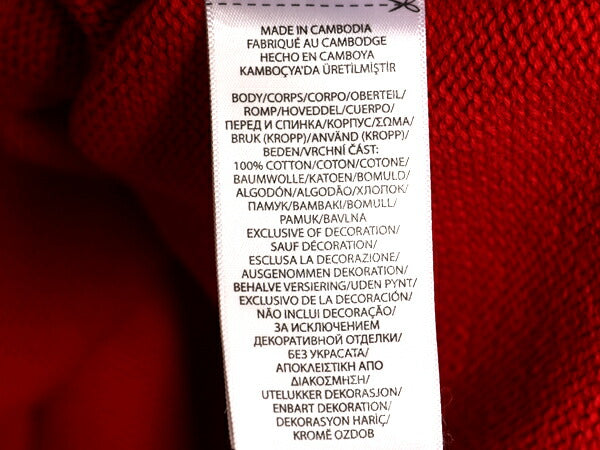 MADE IN CAMBODIA
FABRIQUÉ AU CAMBODGE
HECHO EN CAMBOYA
KAMBOÇYA'DA ÜRETİLMİŞTİR
BODY/CORPS/CORPO/OBERTEIL/
ROMP/HOVEDDEL/CUERPO/
ПЕРЕД И СПИНКА/КОРПУС/ΣΩΜΑ/
BRUK (KROPP)/ANVÄND (KROPP)/
BEDEN/VRCHNÍ ČÁST:
100% COTTON/COTON/COTONE/
BAUMWOLLE/KATOEN/BOMULD/
ALGODÓN/ALGODÃO/ХЛОПОК/
ПАМУК/ΒΑΜΒΑΚΙ/BOMULL/
PAMUK/BAVLNA
EXCLUSIVE OF DECORATION/
SAUF DÉCORATION/
ESCLUSA LA DECORAZIONE/
AUSGENOMMEN DEKORATION/
BEHALVE VERSIERING/UDEN PYNT/
EXCLUSIVO DE LA DECORACIÓN/
NÃO INCLUI DECORAÇÃO/
ЗА ИСКЛЮЧЕНИЕМ
ДЕКОРАТИВНОЙ ОТДЕЛКИ/
БЕЗ УКРАСАТА/
ΑΠΟΚΛΕΙΣΤΙΚΗ ΑΠΟ
ΔΙΑΚΟΣΜΗΣΗ/
UTELUKKER DEKORASJON/
ENBART DEKORATION/
DEKORASYON HARİÇ/
KROMĚ OZDOB